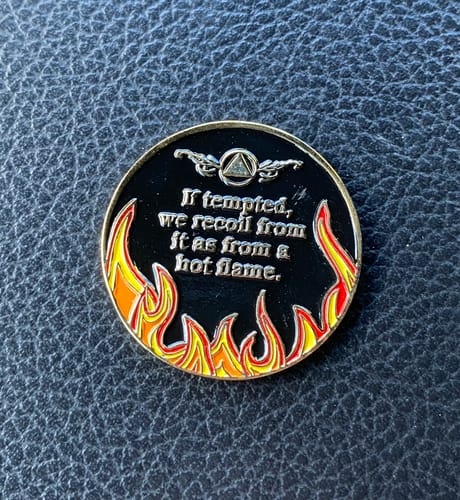 If tempted,
we recoil from
it as from a
hot flame.